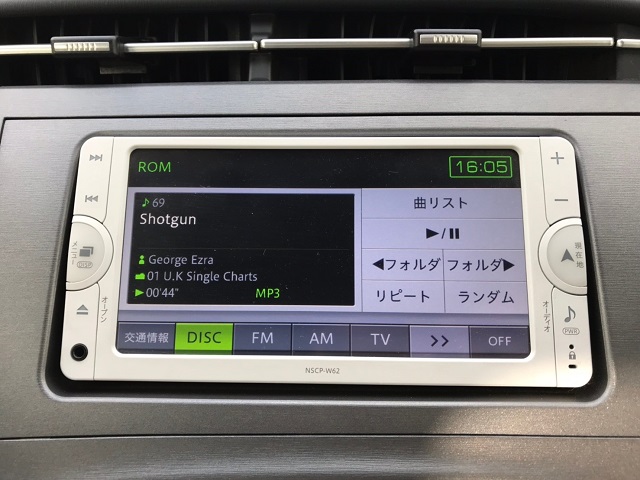 ROM
16:05
♪ 69
Shotgun
George Ezra
01 U.K Single Charts
▶00'44" MP3
曲リスト
▶/❚❚
◀フォルダ フォルダ▶
リピート ランダム
交通情報 DISC FM AM TV >> OFF
メニュー
DISP
オープン
+
−
現在地
オーディオ
PWR
NSCP-W62